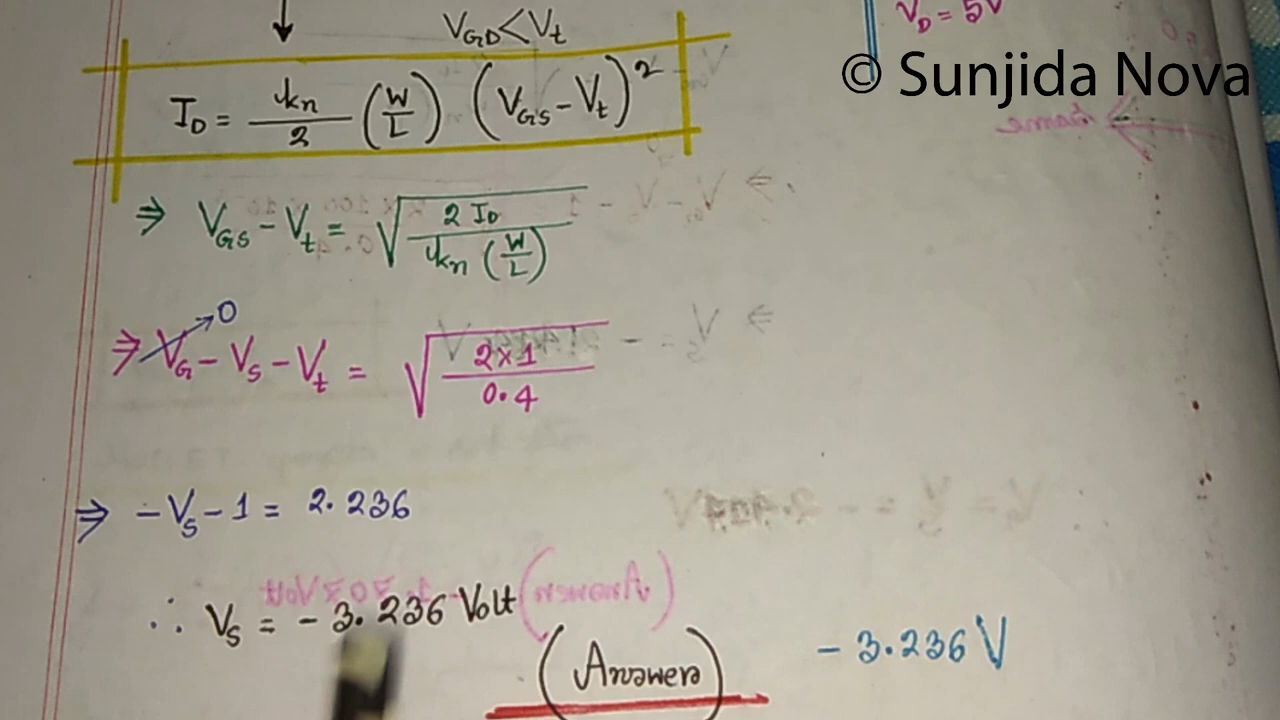 V_D = 5V
V_GD < V_t
© Sunjida Nova
I_D = k_n/2 (W/L) (V_GS - V_t)^2
⇒ V_GS - V_t = √(2 I_D / k_n (W/L))
⇒ V_G→0 - V_S - V_t = √(2×1 / 0.4)
⇒ -V_S - 1 = 2.236
∴ V_S = - 3.236 Volt
(Answer)
- 3.236 V